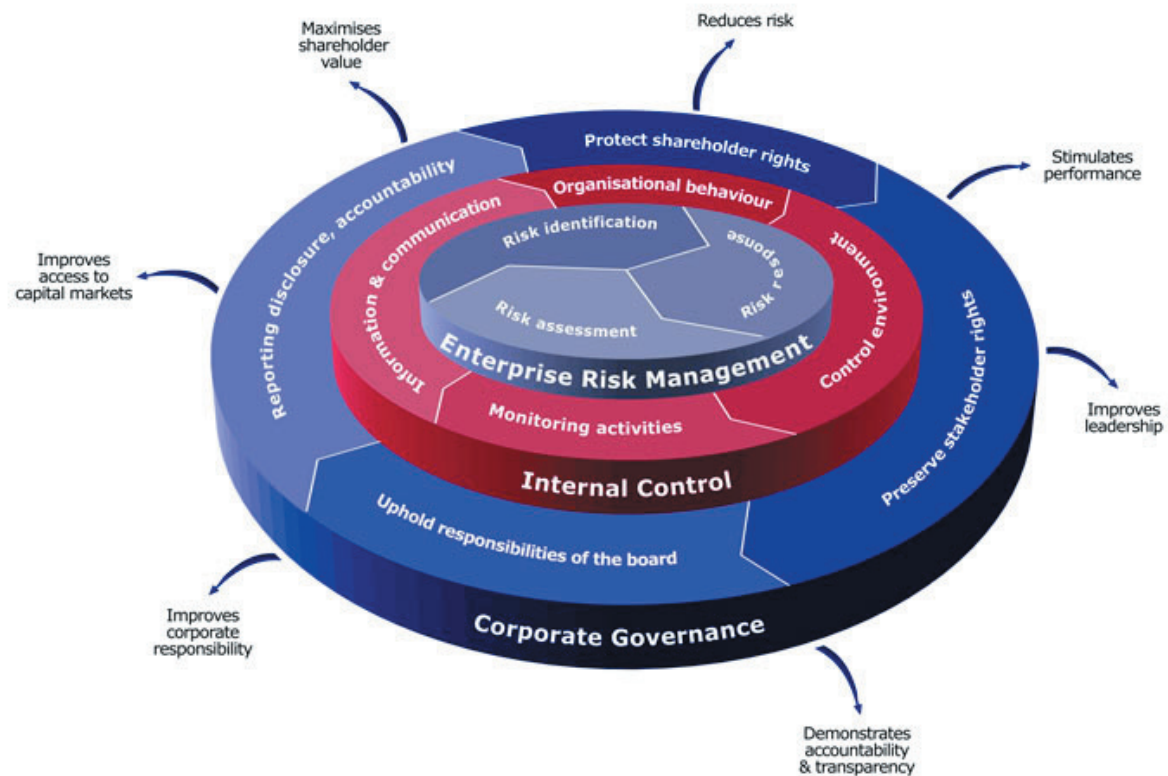 Reduces risk
Maximises
shareholder
value
Protect shareholder rights
Stimulates
performance
Organisational behaviour
Reporting disclosure, accountability
Information & communication
Risk identification
Risk response
Improves
access to
capital markets
Control environment
Risk assessment
Enterprise Risk Management
Preserve stakeholder rights
Monitoring activities
Improves
leadership
Internal Control
Uphold responsibilities of the board
Improves
corporate
responsibility
Corporate Governance
Demonstrates
accountability
& transparency